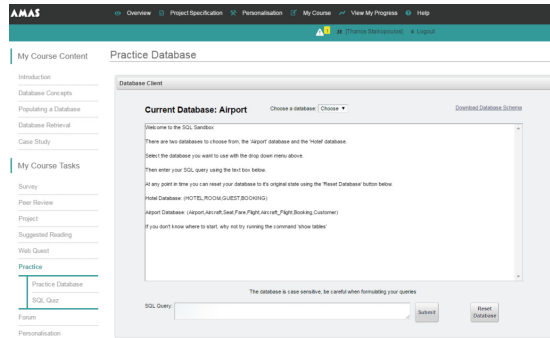 AMAS
Overview Project Specification Personalisation My Course View My Progress Help
Logout
My Course Content
Introduction
Database Concepts
Populating a Database
Database Retrieval
Case Study
My Course Tasks
Survey
Peer Review
Project
Suggested Reading
Web Quest
Practice
Practice Database
SQL Quiz
Forum
Personalisation
Practice Database
Database Client
Current Database: Airport Choose a database: Choose Download Database Schema
Welcome to the SQL Sandbox
There are two databases to choose from, the 'Airport' database and the 'Hotel' database.
Select the database you want to use with the drop down menu above.
Then enter your SQL query using the text box below.
At any point in time you can reset your database to it's original state using the 'Reset Database' button below.
Hotel Database: (HOTEL,ROOM,GUEST,BOOKING)
Airport Database: (Airport,Aircraft,Seat,Fare,Flight,Aircraft_Flight,Booking,Customer)
If you don't know where to start, why not try running the command 'show tables'
The database is case sensitive, be careful when formulating your queries
SQL Query: Submit Reset
Database